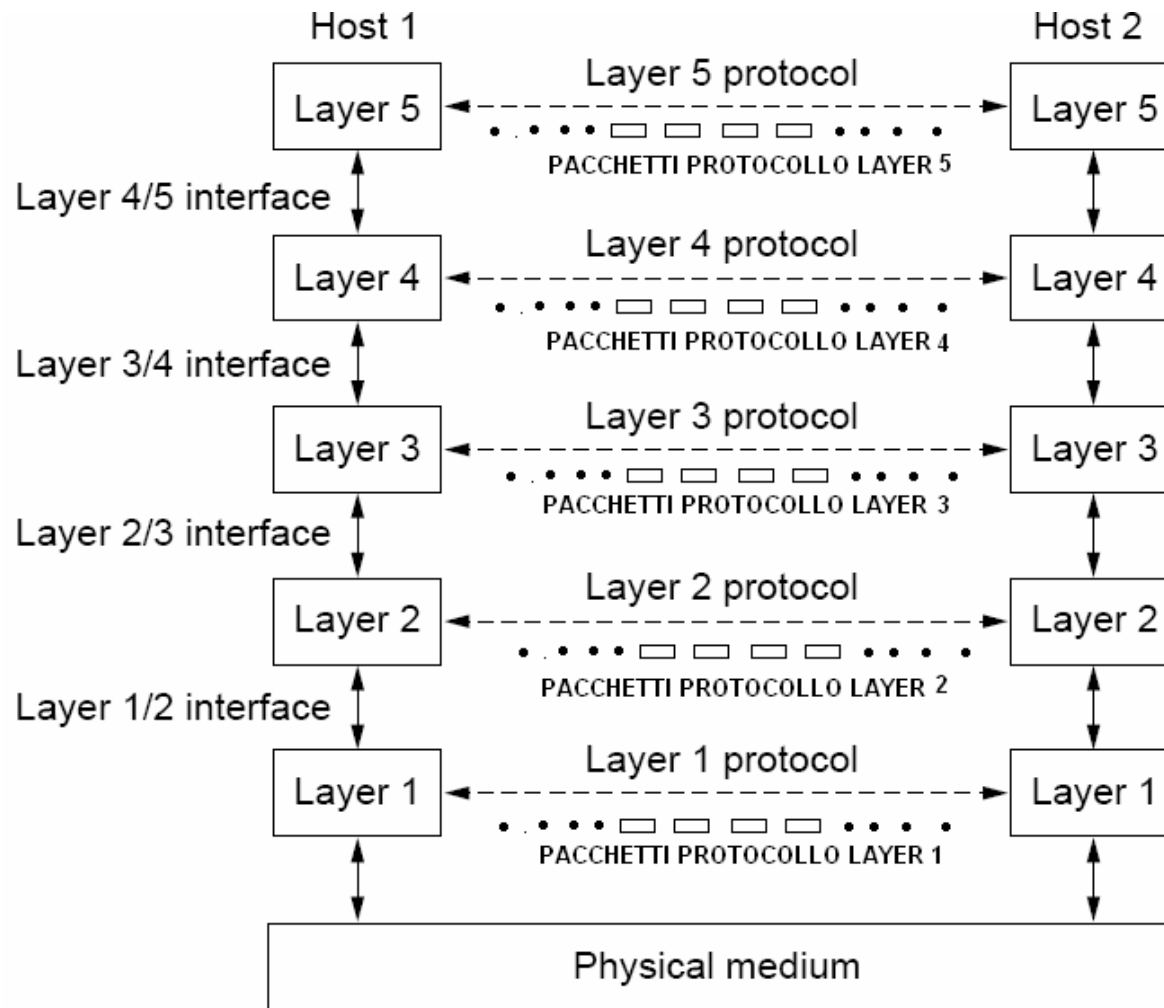 Host 1
Host 2
Layer 5 protocol
Layer 5
Layer 5
PACCHETTI PROTOCOLLO LAYER 5
Layer 4/5 interface
Layer 4 protocol
Layer 4
Layer 4
PACCHETTI PROTOCOLLO LAYER 4
Layer 3/4 interface
Layer 3 protocol
Layer 3
Layer 3
PACCHETTI PROTOCOLLO LAYER 3
Layer 2/3 interface
Layer 2 protocol
Layer 2
Layer 2
PACCHETTI PROTOCOLLO LAYER 2
Layer 1/2 interface
Layer 1 protocol
Layer 1
Layer 1
PACCHETTI PROTOCOLLO LAYER 1
Physical medium